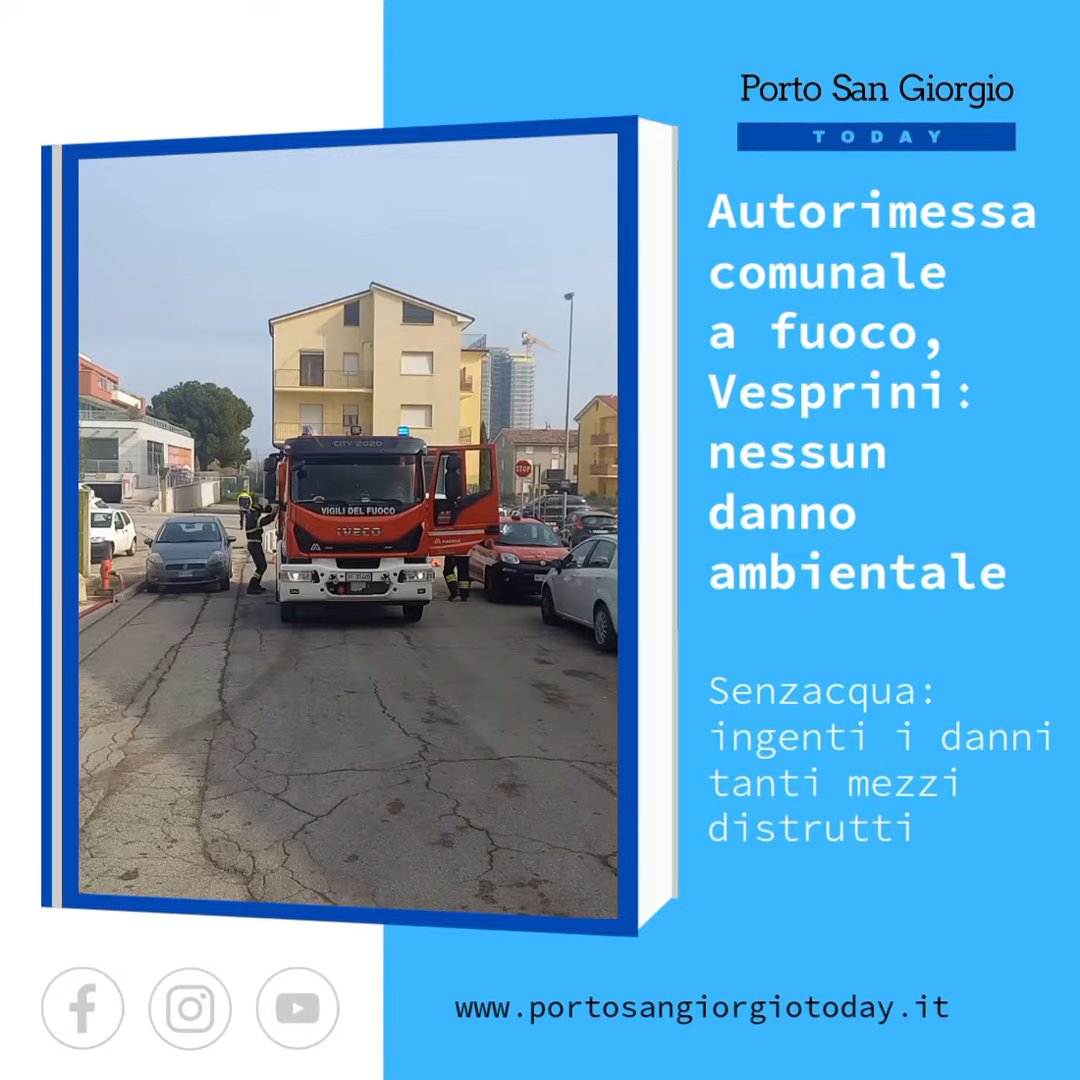 Porto San Giorgio
TODAY
Autorimessa
comunale
a fuoco,
Vesprini:
nessun
danno
ambientale
Senzacqua:
ingenti i danni
tanti mezzi
distrutti
CITY 2020
VIGILI DEL FUOCO
IVECO
STOP
www.portosangiorgiotoday.it